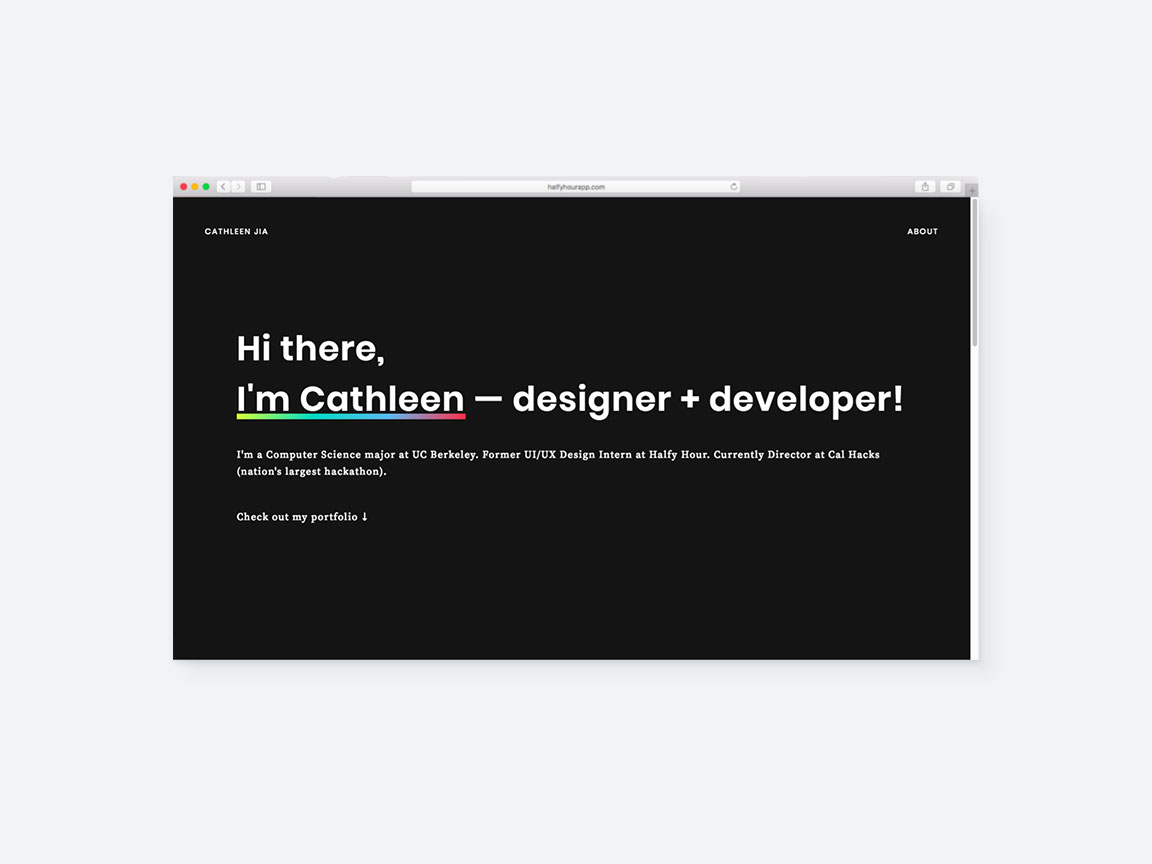 halfyhourapp.com
CATHLEEN JIA
ABOUT
Hi there,
I'm Cathleen — designer + developer!
I'm a Computer Science major at UC Berkeley. Former UI/UX Design Intern at Halfy Hour. Currently Director at Cal Hacks
(nation's largest hackathon).
Check out my portfolio ↓